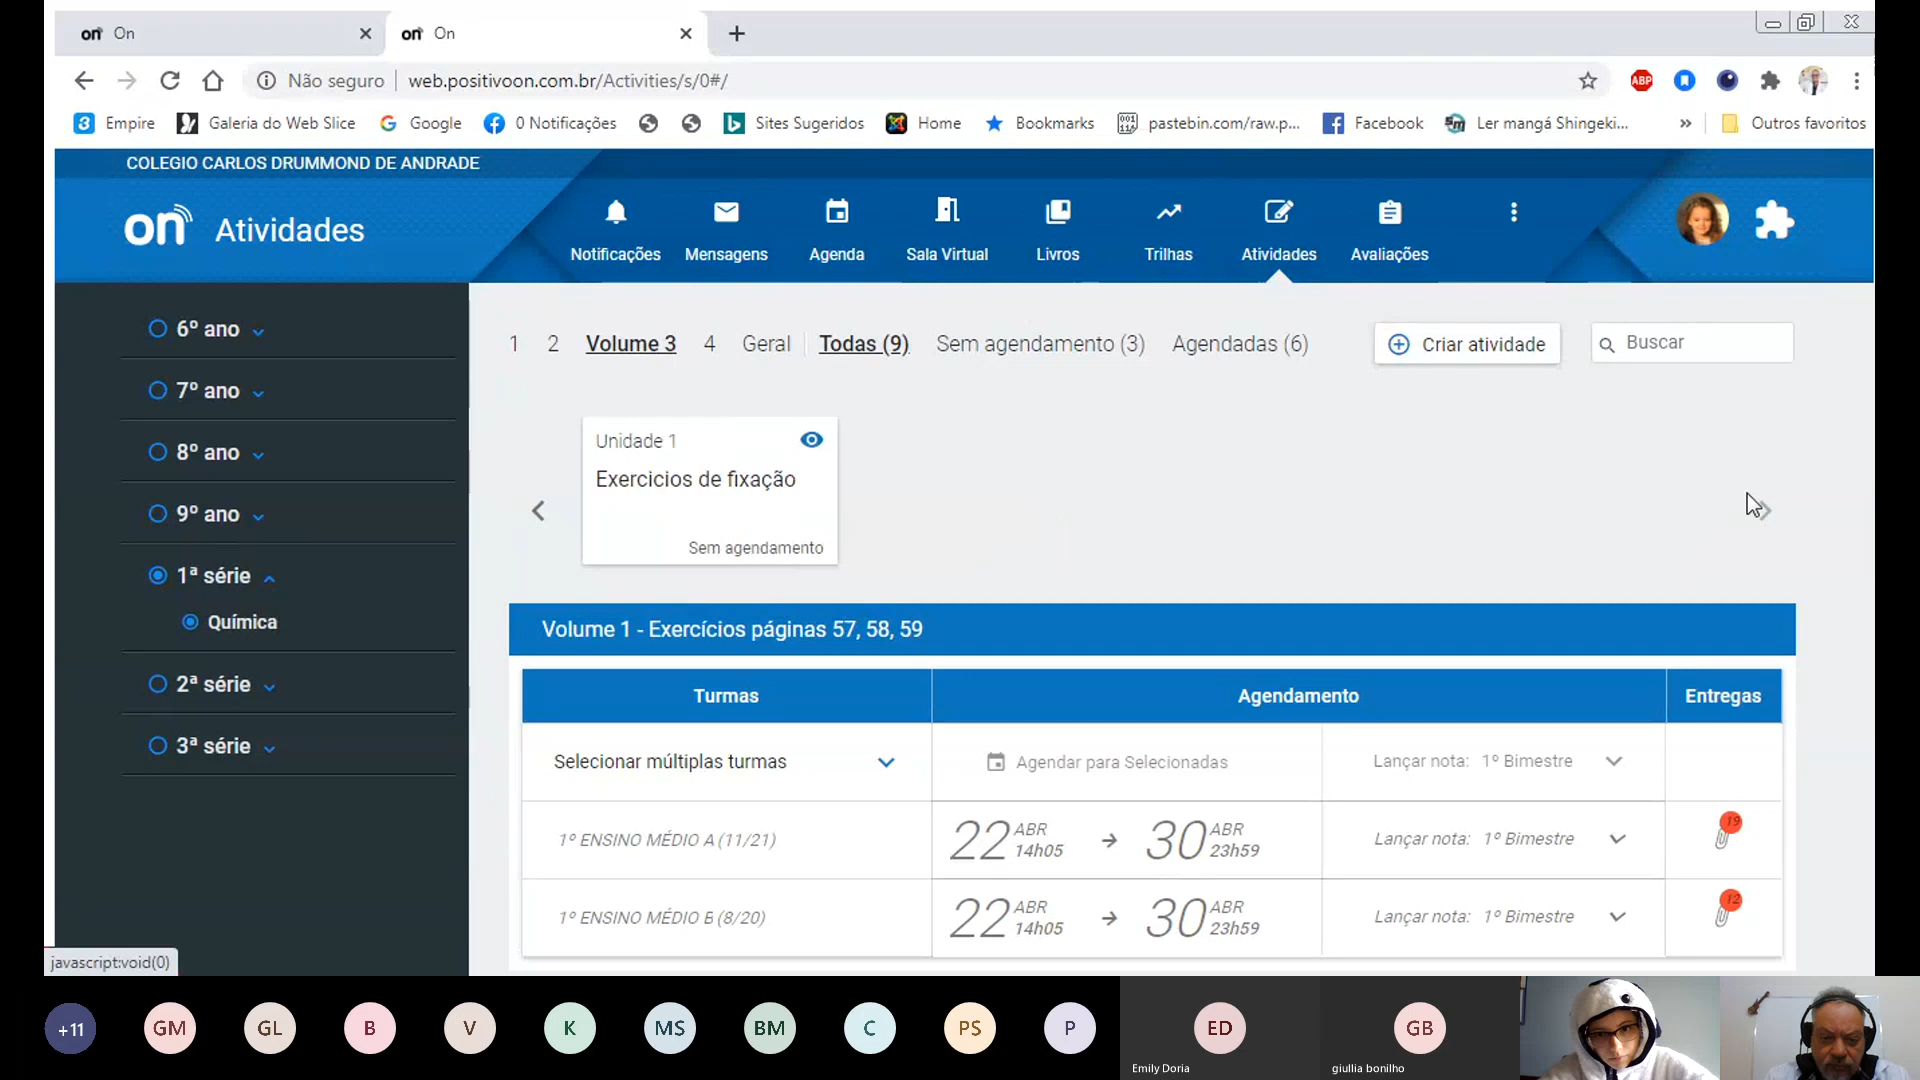 on On
on On
Não seguro web.positivoon.com.br/Activities/s/0#/
ABP
Empire Galeria do Web Slice Google 0 Notificações Sites Sugeridos Home Bookmarks pastebin.com/raw.p... Facebook Ler mangá Shingeki... » Outros favoritos
COLEGIO CARLOS DRUMMOND DE ANDRADE
on Atividades
Notificações Mensagens Agenda Sala Virtual Livros Trilhas Atividades Avaliações
6º ano
7º ano
8º ano
9º ano
1ª série
Química
2ª série
3ª série
1 2 Volume 3 4 Geral Todas (9) Sem agendamento (3) Agendadas (6) Criar atividade Buscar
Unidade 1
Exercicios de fixação
Sem agendamento
Volume 1 - Exercícios páginas 57, 58, 59
Turmas Agendamento Entregas
Selecionar múltiplas turmas Agendar para Selecionadas Lançar nota: 1º Bimestre
1º ENSINO MÉDIO A (11/21) 22 ABR 14h05 30 ABR 23h59 Lançar nota: 1º Bimestre 19
1º ENSINO MÉDIO B (8/20) 22 ABR 14h05 30 ABR 23h59 Lançar nota: 1º Bimestre 12
javascript:void(0)
+11 GM GL B V K MS BM C PS P ED GB
Emily Doria giullia bonilho